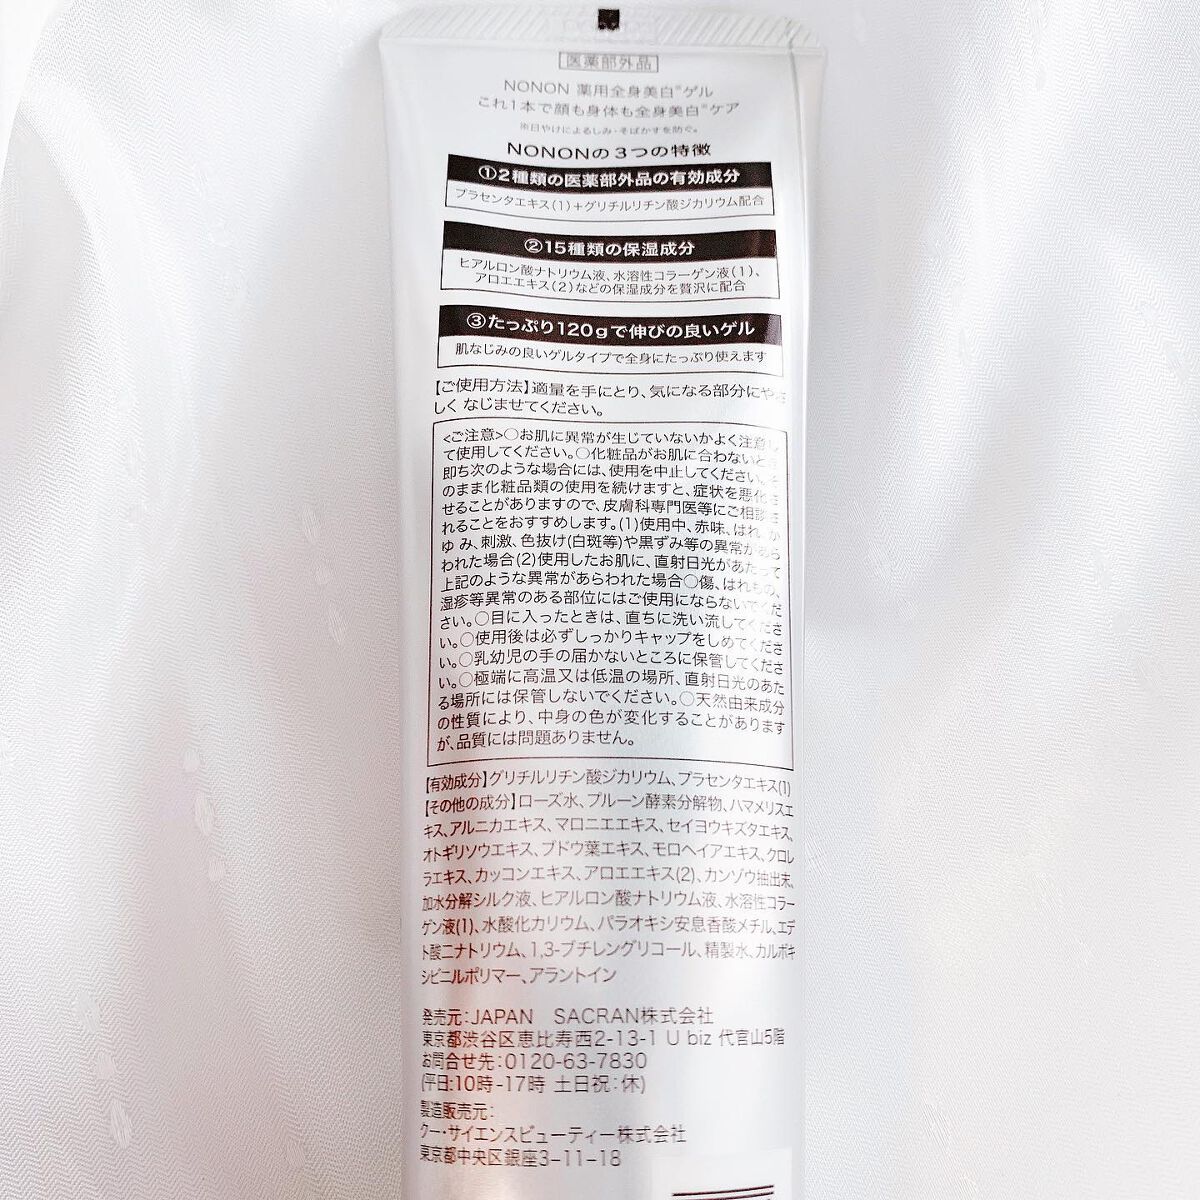 医薬部外品
NONON 薬用全身美白※ゲル
これ1本で顔も身体も全身美白※ケア
※日やけによるしみ・そばかすを防ぐ。
NONONの3つの特徴
①2種類の医薬部外品の有効成分
プラセンタエキス(1)+グリチルリチン酸ジカリウム配合
②15種類の保湿成分
ヒアルロン酸ナトリウム液、水溶性コラーゲン液(1)、
アロエエキス(2)などの保湿成分を贅沢に配合
③たっぷり120gで伸びの良いゲル
肌なじみの良いゲルタイプで全身にたっぷり使えます
【ご使用方法】適量を手にとり、気になる部分にやさ
しく なじませてください。
<ご注意>○お肌に異常が生じていないかよく注意し
て使用してください。○化粧品がお肌に合わないとき
即ち次のような場合には、使用を中止してください。そ
のまま化粧品類の使用を続けますと、症状を悪化さ
せることがありますので、皮膚科専門医等にご相談さ
れることをおすすめします。(1)使用中、赤味、はれ、か
ゆ み、刺激、色抜け(白斑等)や黒ずみ等の異常があら
われた場合(2)使用したお肌に、直射日光があたって
上記のような異常があらわれた場合○傷、はれもの、
湿疹等異常のある部位にはご使用にならないでくだ
さい。○目に入ったときは、直ちに洗い流してくださ
い。○使用後は必ずしっかりキャップをしめてくださ
い。○乳幼児の手の届かないところに保管してくださ
い。○極端に高温又は低温の場所、直射日光のあた
る場所には保管しないでください。○天然由来成分
の性質により、中身の色が変化することがあります
が、品質には問題ありません。
【有効成分】グリチルリチン酸ジカリウム、プラセンタエキス(1)
【その他の成分】ローズ水、プルーン酵素分解物、ハマメリスエ
キス、アルニカエキス、マロニエエキス、セイヨウキズタエキス、
オトギリソウエキス、ブドウ葉エキス、モロヘイアエキス、クロレ
ラエキス、カッコンエキス、アロエエキス(2)、カンゾウ抽出末、
加水分解シルク液、ヒアルロン酸ナトリウム液、水溶性コラー
ゲン液(1)、水酸化カリウム、パラオキシ安息香酸メチル、エデ
ト酸二ナトリウム、1,3-ブチレングリコール、精製水、カルボキ
シビニルポリマー、アラントイン
発売元:JAPAN SACRAN株式会社
東京都渋谷区恵比寿西2-13-1 U biz 代官山5階
お問合せ先:0120-63-7830
(平日:10時-17時 土日祝:休)
製造販売元:
クー・サイエンスビューティー株式会社
東京都中央区銀座3-11-18